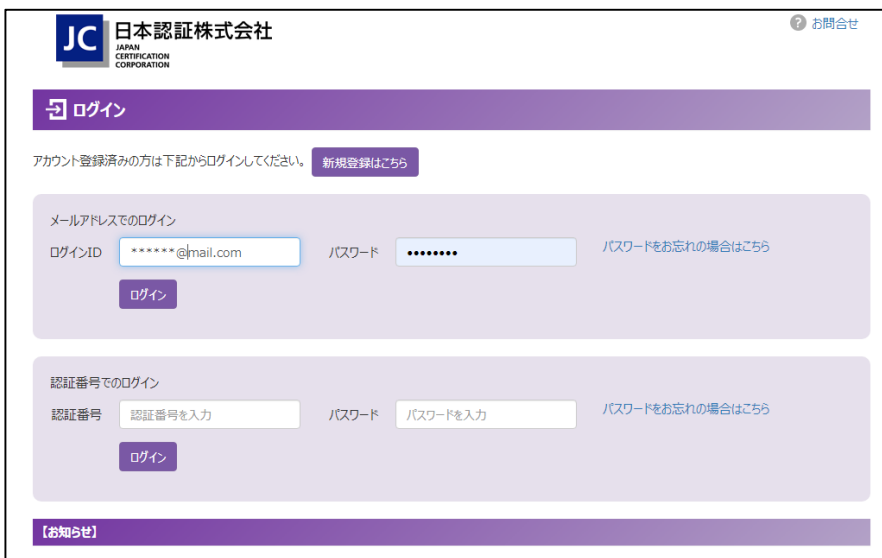 JC 日本認証株式会社
JAPAN
CERTIFICATION
CORPORATION
? お問合せ
ログイン
アカウント登録済みの方は下記からログインしてください。 新規登録はこちら
メールアドレスでのログイン
ログインID ******@mail.com パスワード •••••••• パスワードをお忘れの場合はこちら
ログイン
認証番号でのログイン
認証番号 認証番号を入力 パスワード パスワードを入力 パスワードをお忘れの場合はこちら
ログイン
【お知らせ】